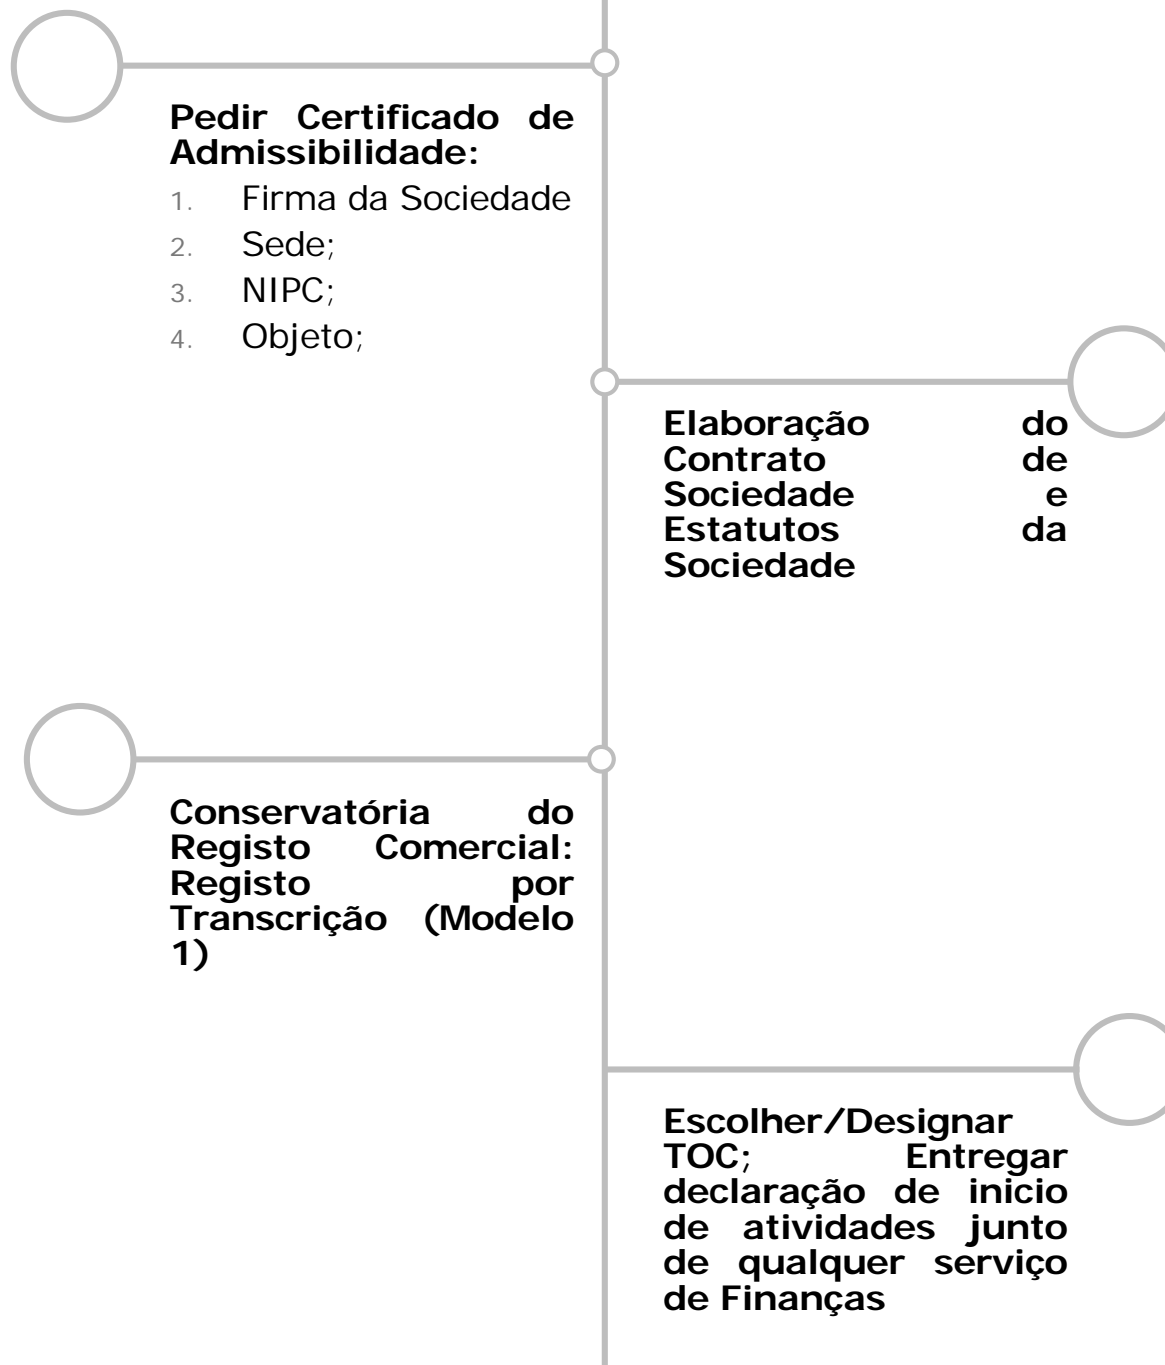 Pedir Certificado de
Admissibilidade:
1. Firma da Sociedade
2. Sede;
3. NIPC;
4. Objeto;
Elaboração do
Contrato de
Sociedade e
Estatutos da
Sociedade
Conservatória do
Registo Comercial:
Registo por
Transcrição (Modelo
1)
Escolher/Designar
TOC; Entregar
declaração de inicio
de atividades junto
de qualquer serviço
de Finanças